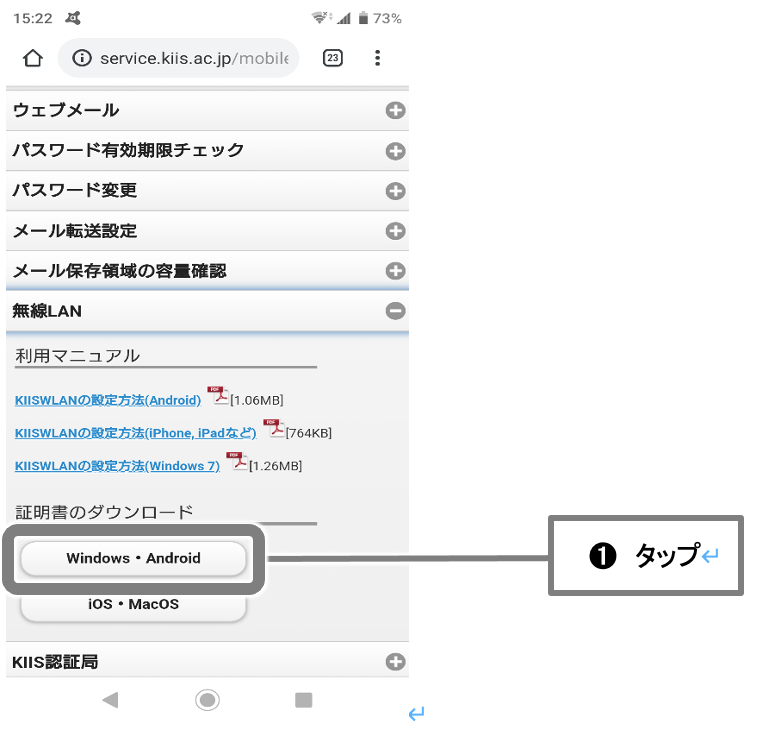 15:22 73%
service.kiis.ac.jp/mobile 23
ウェブメール
パスワード有効期限チェック
パスワード変更
メール転送設定
メール保存領域の容量確認
無線LAN
利用マニュアル
KIISWLANの設定方法(Android) PDF [1.06MB]
KIISWLANの設定方法(iPhone, iPadなど) PDF [764KB]
KIISWLANの設定方法(Windows 7) PDF [1.26MB]
証明書のダウンロード
Windows・Android
❶ タップ↵
iOS・MacOS
KIIS認証局
↵